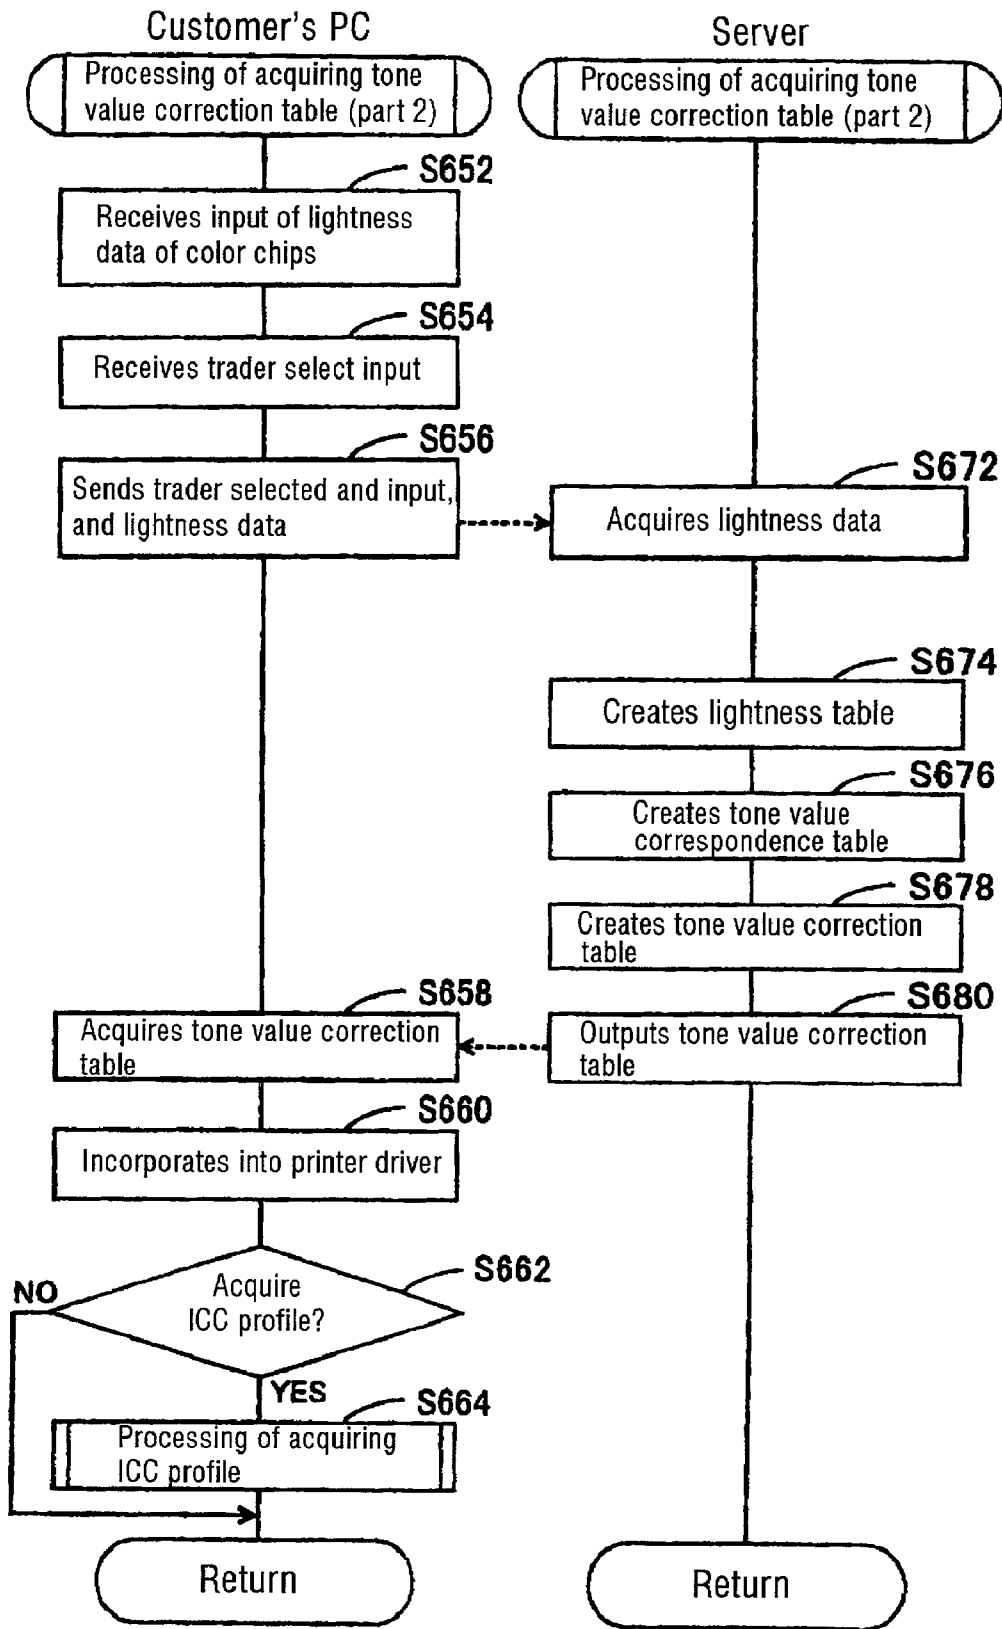 Customer's PC
Processing of acquiring tone
value correction table (part 2)
S652
Receives input of lightness
data of color chips
S654
Receives trader select input
S656
Sends trader selected and input,
and lightness data
S658
Acquires tone value correction
table
S660
Incorporates into printer driver
S662
Acquire
ICC profile?
NO
YES
S664
Processing of acquiring
ICC profile
Return
Server
Processing of acquiring tone
value correction table (part 2)
S672
Acquires lightness data
S674
Creates lightness table
S676
Creates tone value
correspondence table
S678
Creates tone value correction
table
S680
Outputs tone value correction
table
Return